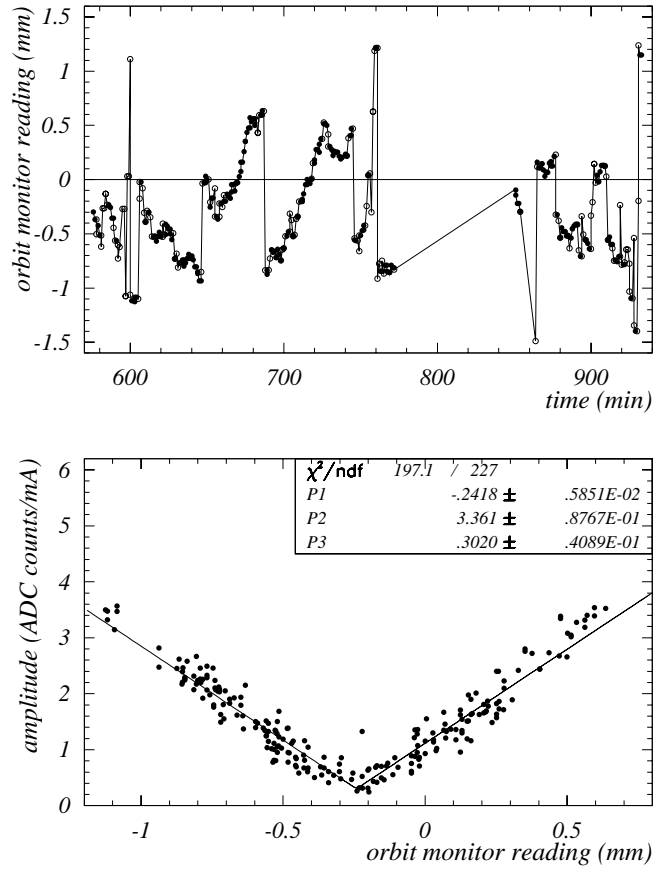 orbit monitor reading (mm)
1.5
1
0.5
0
-0.5
-1
-1.5
600 700 800 900
time (min)
amplitude (ADC counts/mA)
6
5
4
3
2
1
0
χ²/ndf 197.1 / 227
P1 -.2418 ± .5851E-02
P2 3.361 ± .8767E-01
P3 .3020 ± .4089E-01
-1 -0.5 0 0.5
orbit monitor reading (mm)